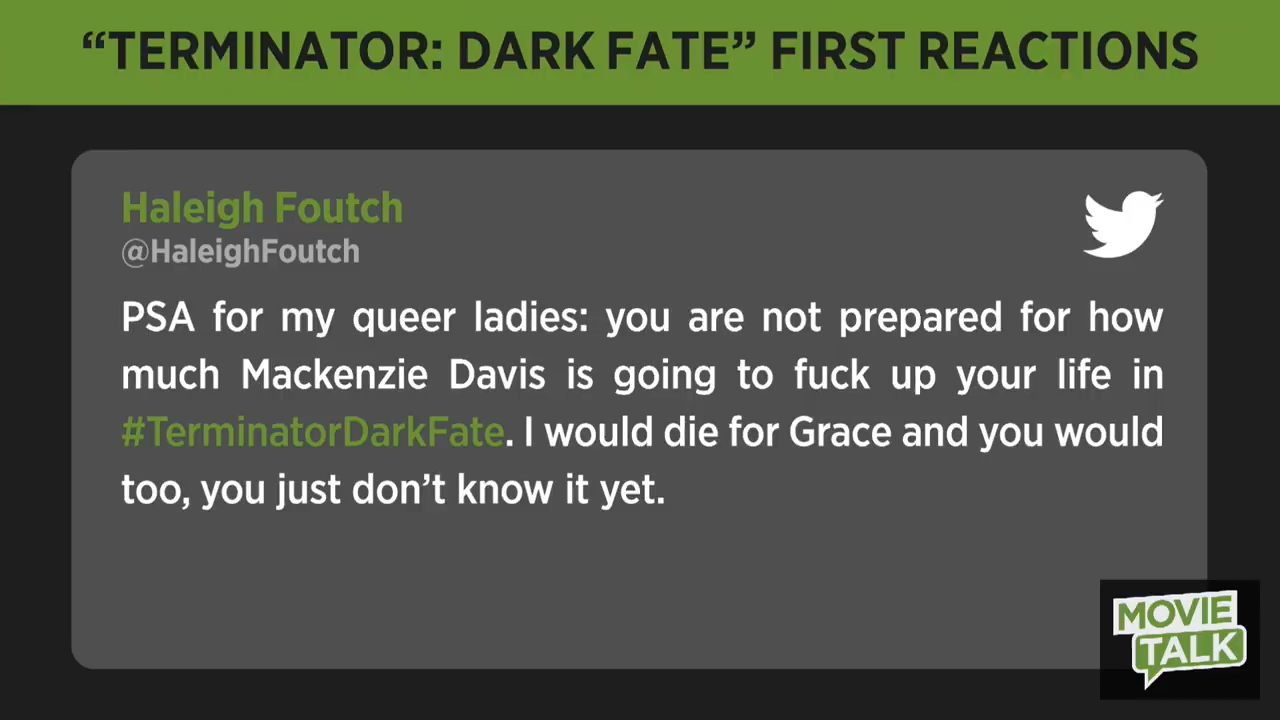 “TERMINATOR: DARK FATE” FIRST REACTIONS
Haleigh Foutch
@HaleighFoutch
PSA for my queer ladies: you are not prepared for how
much Mackenzie Davis is going to fuck up your life in
#TerminatorDarkFate. I would die for Grace and you would
too, you just don’t know it yet.
MOVIE
TALK